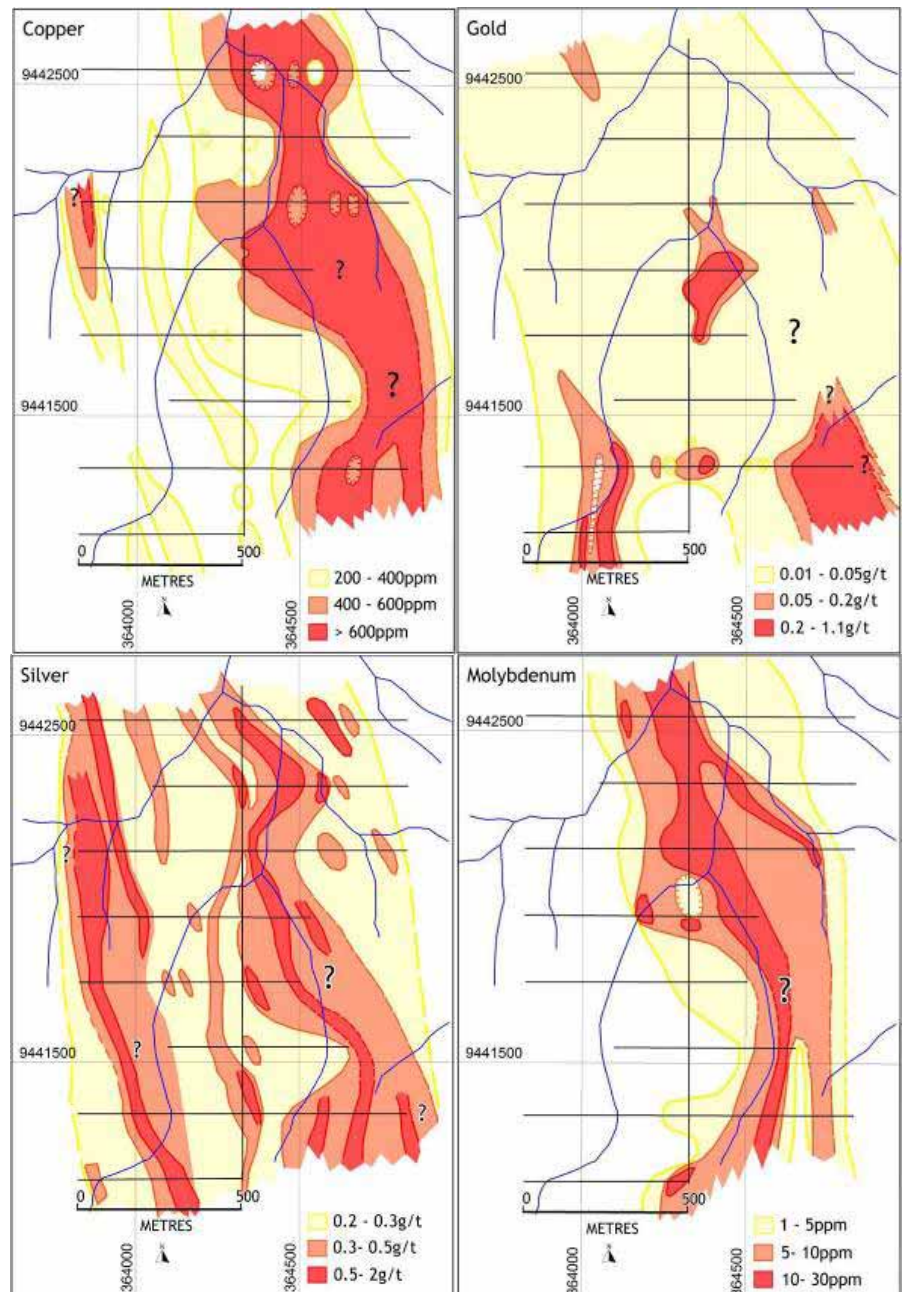 Copper
9442500
?
?
?
9441500
0
500
METRES
200 - 400ppm
400 - 600ppm
> 600ppm
364000
364500
Gold
9442500
?
9441500
?
?
0
500
METRES
0.01 - 0.05g/t
0.05 - 0.2g/t
0.2 - 1.1g/t
364000
364500
Silver
9442500
?
?
?
9441500
?
0
500
METRES
0.2 - 0.3g/t
0.3- 0.5g/t
0.5- 2g/t
364000
364500
Molybdenum
9442500
?
9441500
0
500
METRES
1 - 5ppm
5- 10ppm
10- 30ppm
364000
364500